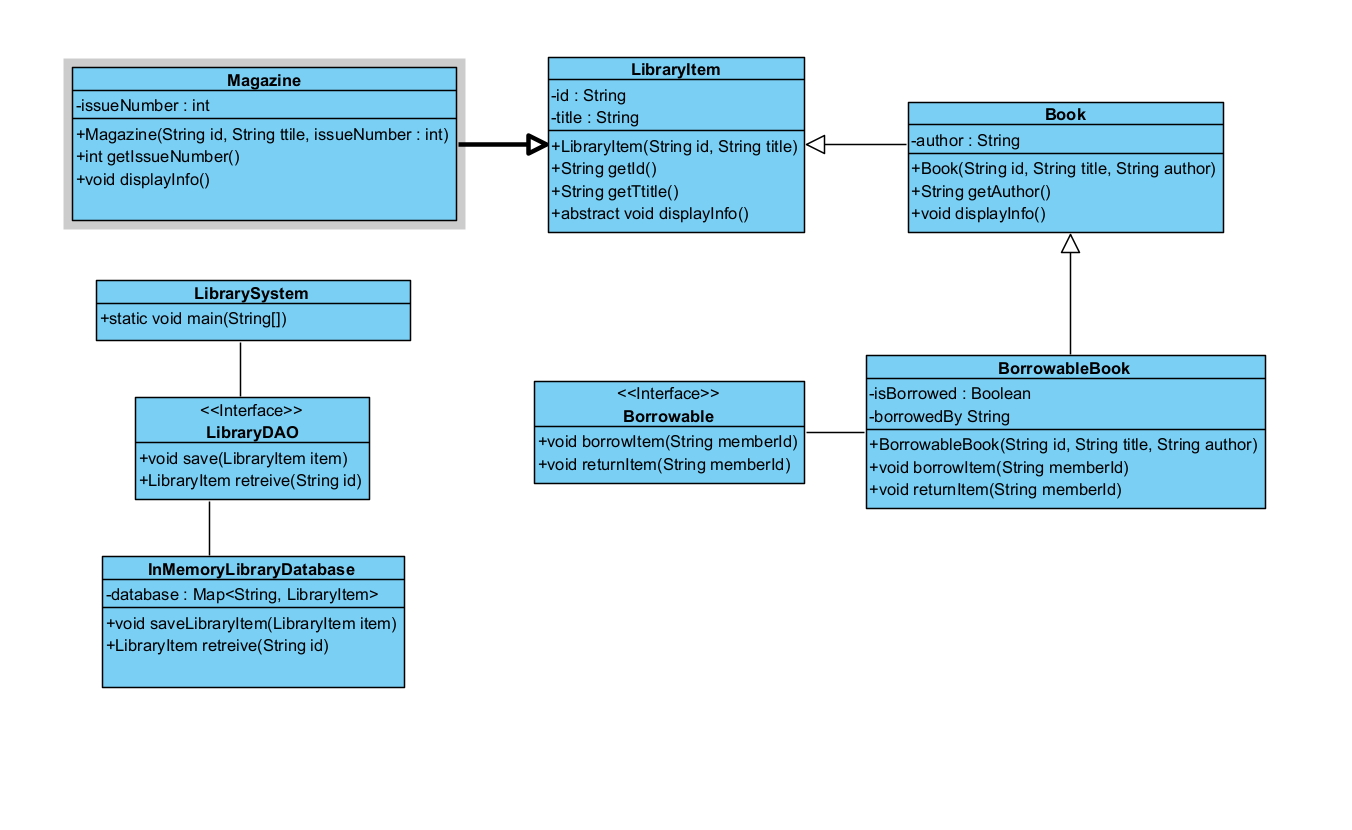 Magazine
-issueNumber : int
+Magazine(String id, String ttile, issueNumber : int)
+int getIssueNumber()
+void displayInfo()
LibraryItem
-id : String
-title : String
+LibraryItem(String id, String title)
+String getId()
+String getTtitle()
+abstract void displayInfo()
Book
-author : String
+Book(String id, String title, String author)
+String getAuthor()
+void displayInfo()
LibrarySystem
+static void main(String[])
<<Interface>>
LibraryDAO
+void save(LibraryItem item)
+LibraryItem retreive(String id)
<<Interface>>
Borrowable
+void borrowItem(String memberId)
+void returnItem(String memberId)
BorrowableBook
-isBorrowed : Boolean
-borrowedBy String
+BorrowableBook(String id, String title, String author)
+void borrowItem(String memberId)
+void returnItem(String memberId)
InMemoryLibraryDatabase
-database : Map<String, LibraryItem>
+void saveLibraryItem(LibraryItem item)
+LibraryItem retreive(String id)